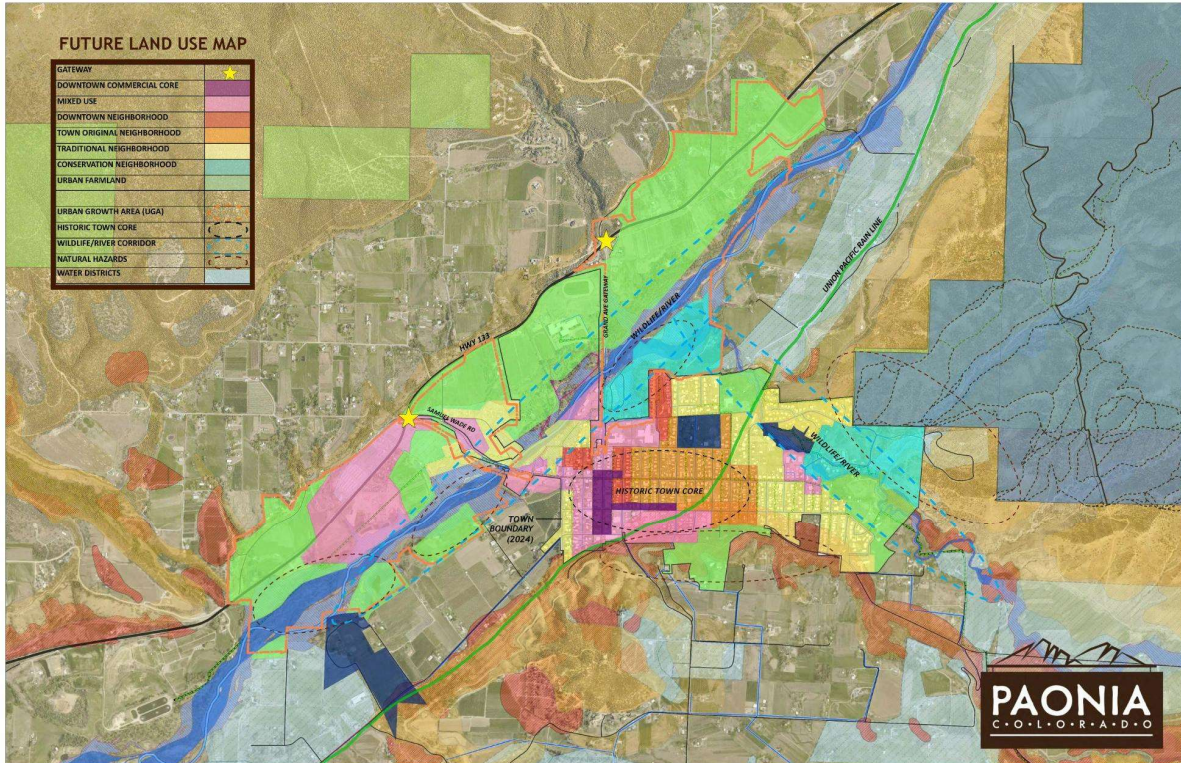 FUTURE LAND USE MAP
GATEWAY
DOWNTOWN COMMERCIAL CORE
MIXED USE
DOWNTOWN NEIGHBORHOOD
TOWN ORIGINAL NEIGHBORHOOD
TRADITIONAL NEIGHBORHOOD
CONSERVATION NEIGHBORHOOD
URBAN FARMLAND
URBAN GROWTH AREA (UGA)
HISTORIC TOWN CORE
WILDLIFE/RIVER CORRIDOR
NATURAL HAZARDS
WATER DISTRICTS
UNION PACIFIC RAIN LINE
GRAND AVE GATEWAY
WILDLIFE/RIVER
HWY 133
SAMUEL WADE RD
WILDLIFE/RIVER
HISTORIC TOWN CORE
TOWN
BOUNDARY
(2024)
PAONIA
C•O•L•O•R•A•D•O